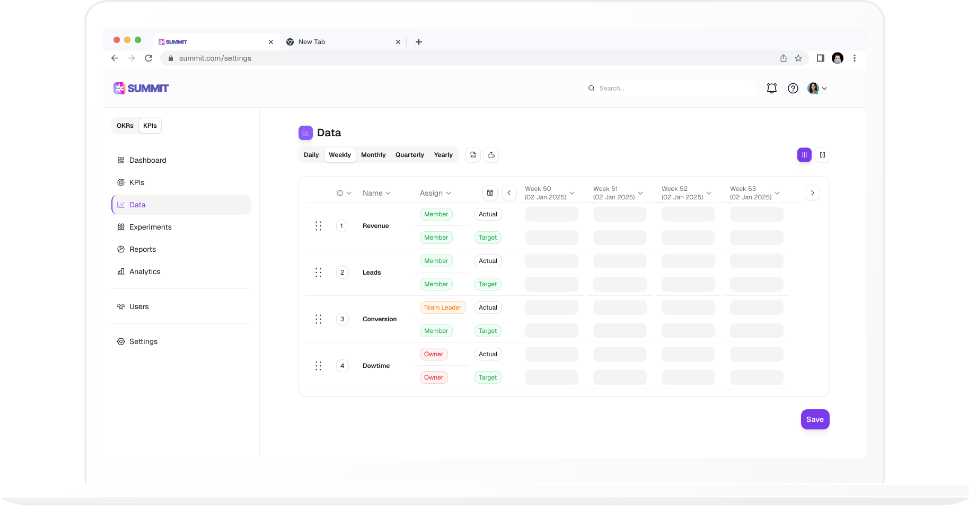 SUMMIT
New Tab
summit.com/settings
SUMMIT
Search...
OKRs KPIs
Dashboard
KPIs
Data
Experiments
Reports
Analytics
Users
Settings
Data
Daily Weekly Monthly Quarterly Yearly
ID Name Assign Week 50 Week 51 Week 52 Week 53
(02 Jan 2025) (02 Jan 2025) (02 Jan 2025) (02 Jan 2025)
Member Actual
1 Revenue
Member Target
Member Actual
2 Leads
Member Target
Team Leader Actual
3 Conversion
Member Target
Owner Actual
4 Dowtime
Owner Target
Save